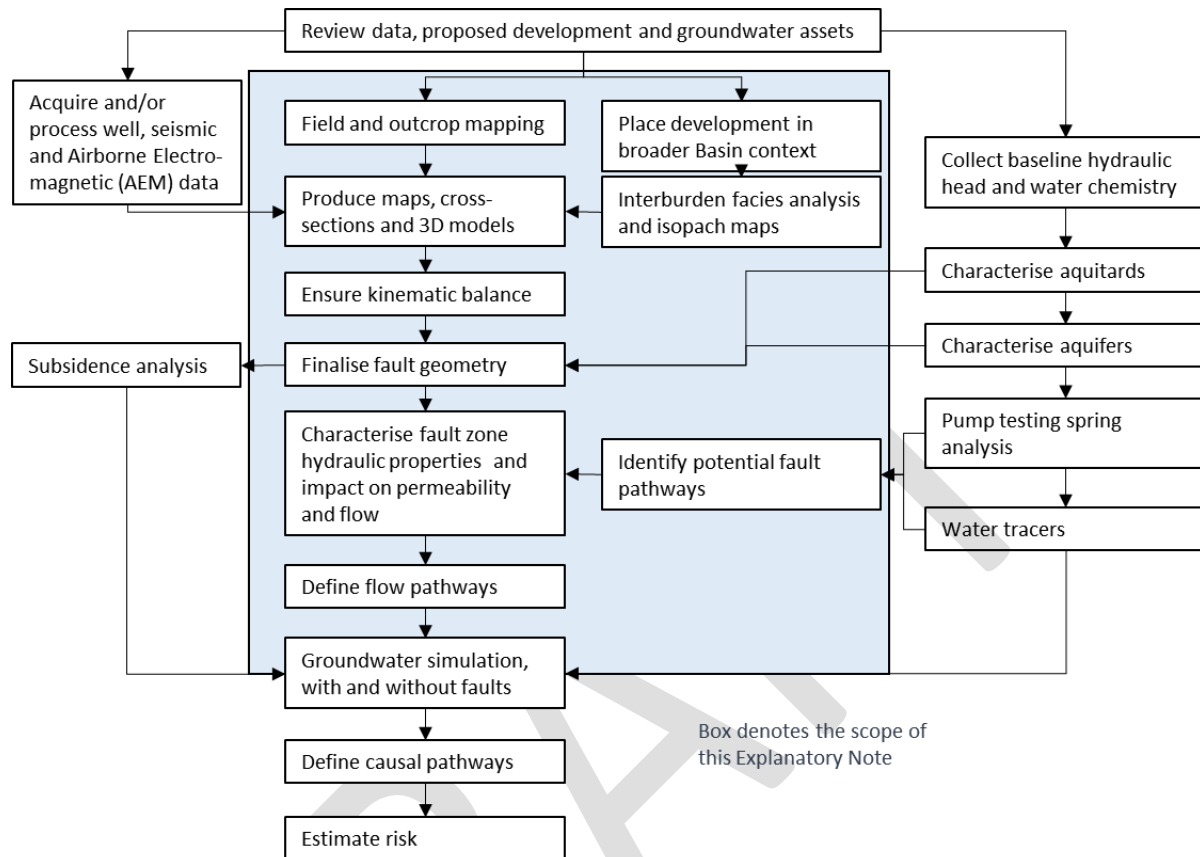 Review data, proposed development and groundwater assets
Acquire and/or
process well, seismic
and Airborne Electro-
magnetic (AEM) data
Field and outcrop mapping
Place development in
broader Basin context
Collect baseline hydraulic
head and water chemistry
Produce maps, cross-
sections and 3D models
Interburden facies analysis
and isopach maps
Ensure kinematic balance
Characterise aquitards
Subsidence analysis
Finalise fault geometry
Characterise aquifers
Characterise fault zone
hydraulic properties and
impact on permeability
and flow
Identify potential fault
pathways
Pump testing spring
analysis
Water tracers
Define flow pathways
Groundwater simulation,
with and without faults
Box denotes the scope of
this Explanatory Note
Define causal pathways
Estimate risk